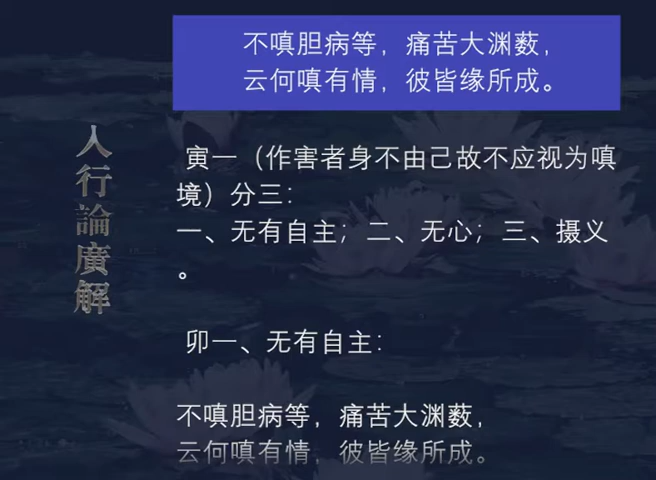 不嗔胆病等，痛苦大渊薮，
云何嗔有情，彼皆缘所成。
入行論廣解
寅一（作害者身不由己故不应视为嗔
境）分三：
一、无有自主；二、无心；三、摄义
。
卯一、无有自主：
不嗔胆病等，痛苦大渊薮，
云何嗔有情，彼皆缘所成。